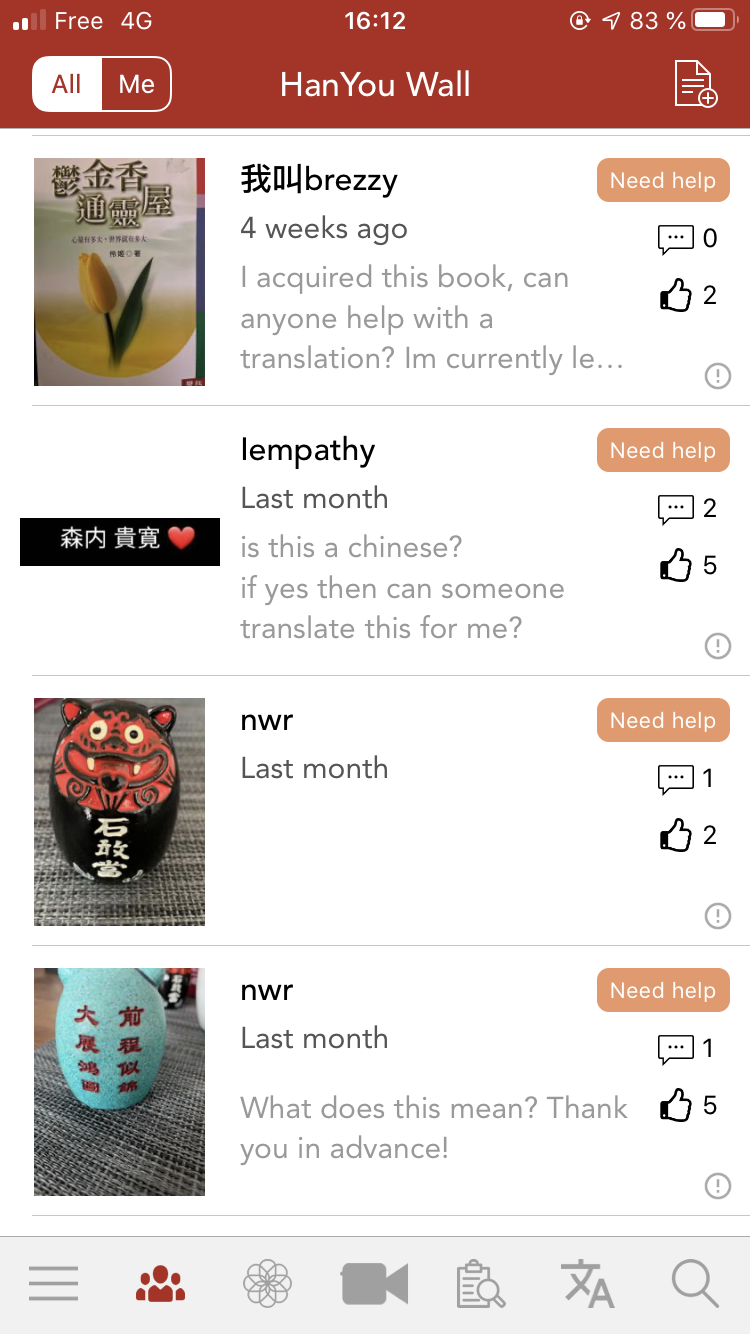 Free 4G 16:12 83 %
All Me HanYou Wall
鬱金香
通靈屋
心量有多大，世界就有多大
我叫brezzy
Need help
4 weeks ago
0
I acquired this book, can
anyone help with a
translation? Im currently le…
2
Iempathy
Need help
Last month
2
森内 貴寛 ❤️
is this a chinese?
if yes then can someone
translate this for me?
5
nwr
Need help
Last month
1
2
石
敢
當
nwr
Need help
Last month
1
前程似錦
大展鴻圖
What does this mean? Thank
you in advance!
5